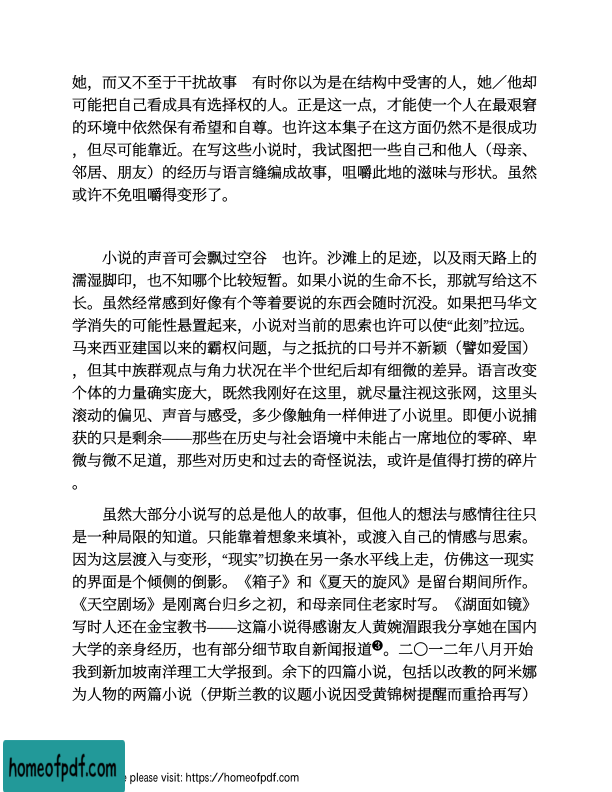 她，而又不至于干扰故事　有时你以为是在结构中受害的人，她／他却
可能把自己看成具有选择权的人。正是这一点，才能使一个人在最艰窘
的环境中依然保有希望和自尊。也许这本集子在这方面仍然不是很成功
，但尽可能靠近。在写这些小说时，我试图把一些自己和他人（母亲、
邻居、朋友）的经历与语言缝编成故事，咀嚼此地的滋味与形状。虽然
或许不免咀嚼得变形了。
小说的声音可会飘过空谷　也许。沙滩上的足迹，以及雨天路上的
濡湿脚印，也不知哪个比较短暂。如果小说的生命不长，那就写给这不
长。虽然经常感到好像有个等着要说的东西会随时沉没。如果把马华文
学消失的可能性悬置起来，小说对当前的思索也许可以使“此刻”拉远。
马来西亚建国以来的霸权问题，与之抵抗的口号并不新颖（譬如爱国）
，但其中族群观点与角力状况在半个世纪后却有细微的差异。语言改变
个体的力量确实庞大，既然我刚好在这里，就尽量注视这张网，这里头
滚动的偏见、声音与感受，多少像触角一样伸进了小说里。即便小说捕
获的只是剩余——那些在历史与社会语境中未能占一席地位的零碎、卑
微与微不足道，那些对历史和过去的奇怪说法，或许是值得打捞的碎片
。
虽然大部分小说写的总是他人的故事，但他人的想法与感情往往只
是一种局限的知道。只能靠着想象来填补，或渡入自己的情感与思索。
因为这层渡入与变形，“现实”切换在另一条水平线上走，仿佛这一现实
的界面是个倾侧的倒影。《箱子》和《夏天的旋风》是留台期间所作。
《天空剧场》是刚离台归乡之初，和母亲同住老家时写。《湖面如镜》
写时人还在金宝教书——这篇小说得感谢友人黄婉湄跟我分享她在国内
大学的亲身经历，也有部分细节取自新闻报道❸。二〇一二年八月开始
我到新加坡南洋理工大学报到。余下的四篇小说，包括以改教的阿米娜
为人物的两篇小说（伊斯兰教的议题小说因受黄锦树提醒而重拾再写）
homeofpdf.com
e please visit: https://homeofpdf.com